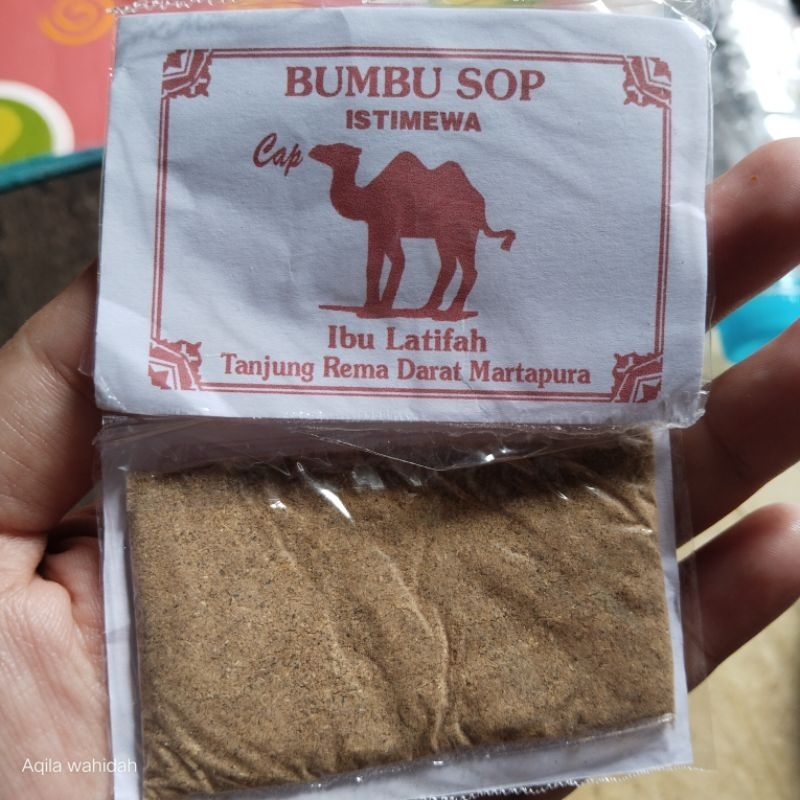 BUMBU SOP
ISTIMEWA
Cap
Ibu Latifah
Tanjung Rema Darat Martapura
Aqila wahidah